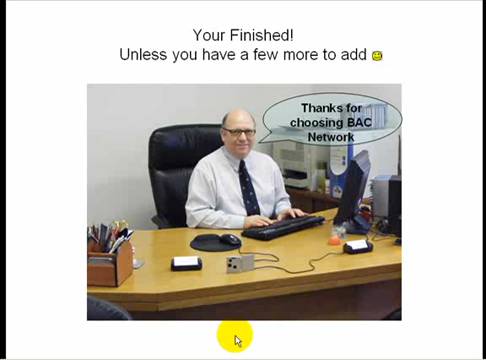 Your Finished!
Unless you have a few more to add
Thanks for
choosing BAC
Network